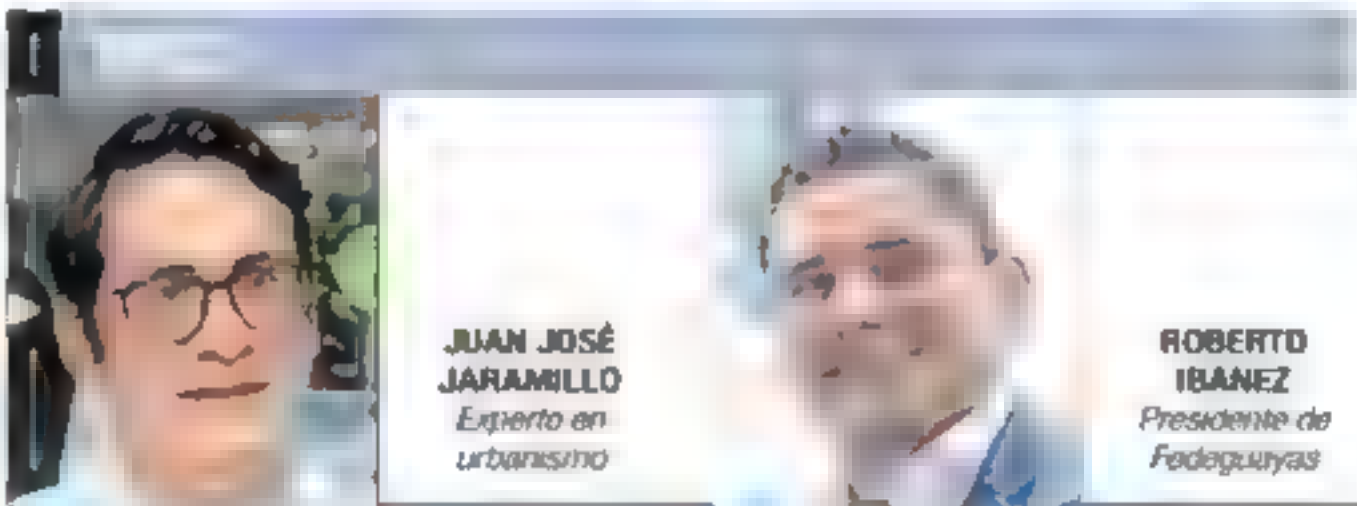 JUAN JOSÉ
JARAMILLO
Experto en
urbanismo
ROBERTO
IBANEZ
Presidente de
Fedeguayas